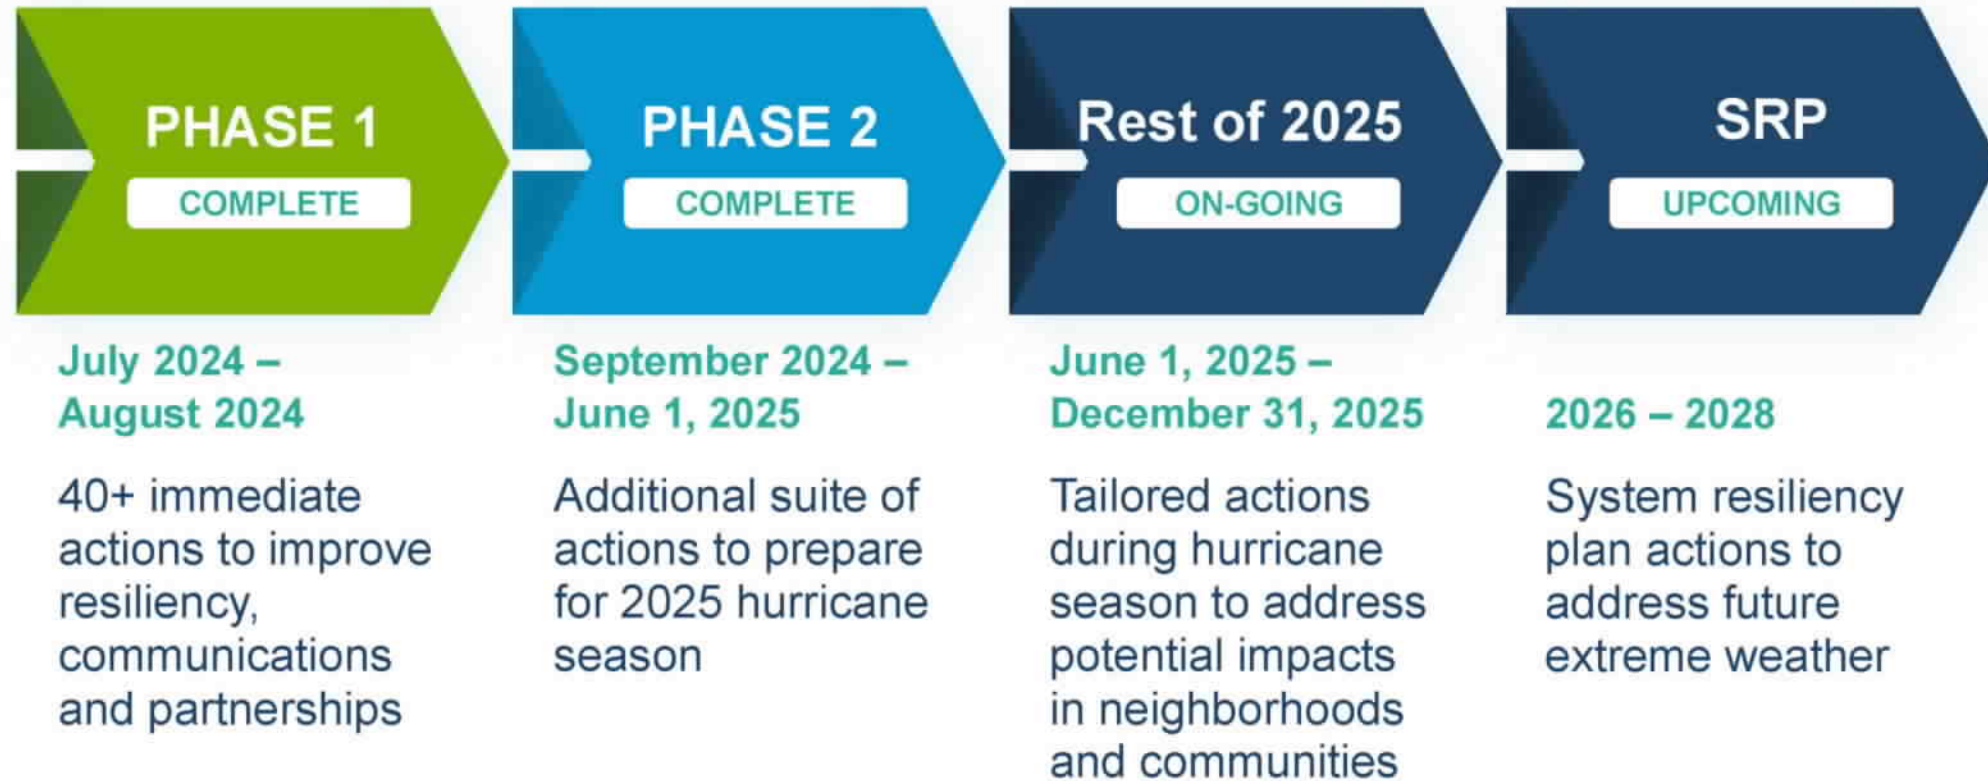 PHASE 1
COMPLETE
July 2024 –
August 2024
40+ immediate
actions to improve
resiliency,
communications
and partnerships
PHASE 2
COMPLETE
September 2024 –
June 1, 2025
Additional suite of
actions to prepare
for 2025 hurricane
season
Rest of 2025
ON-GOING
June 1, 2025 –
December 31, 2025
Tailored actions
during hurricane
season to address
potential impacts
in neighborhoods
and communities
SRP
UPCOMING
2026 – 2028
System resiliency
plan actions to
address future
extreme weather